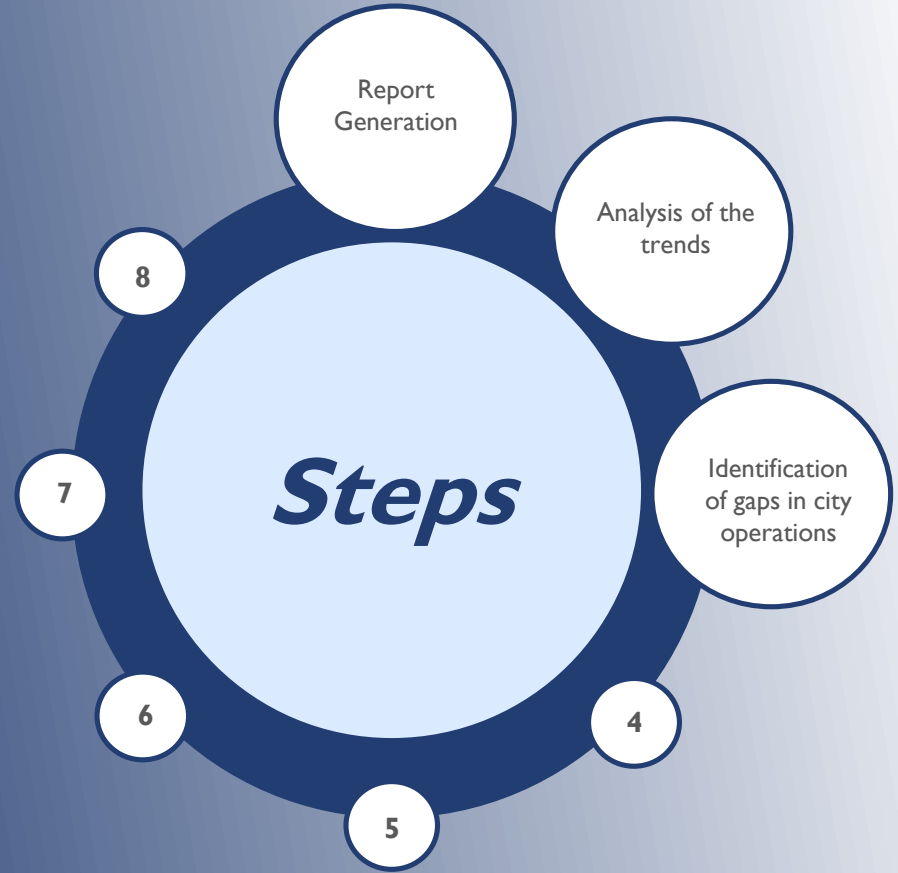 Report
Generation
Analysis of the
trends
Identification
of gaps in city
operations
4
5
6
7
8
Steps